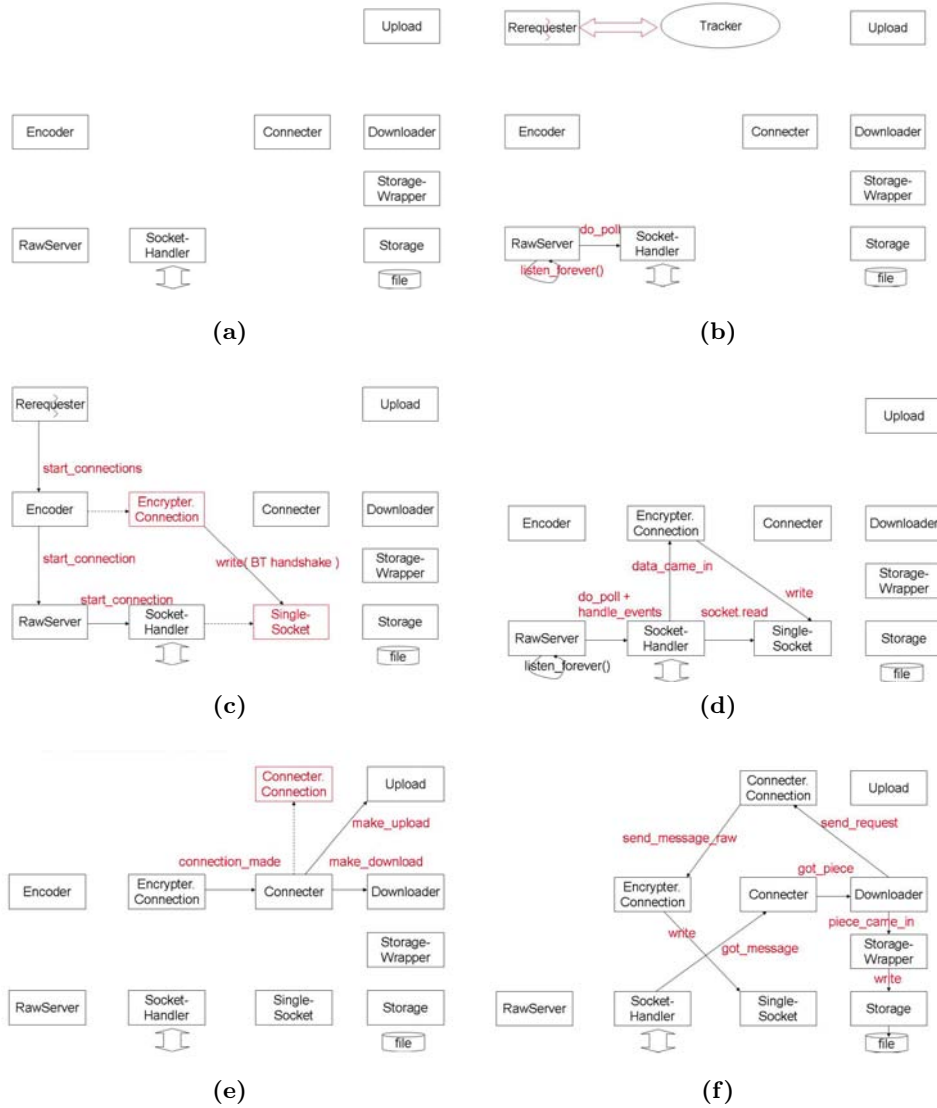 Upload
Encoder
Connecter
Downloader
Storage-
Wrapper
RawServer
Socket-
Handler
Storage
file
(a)
Rerequester
Tracker
Upload
Encoder
Connecter
Downloader
Storage-
Wrapper
do_poll
RawServer
Socket-
Handler
Storage
listen_forever()
file
(b)
Rerequester
Upload
start_connections
Encoder
Encrypter.
Connection
Connecter
Downloader
start_connection
write( BT handshake )
Storage-
Wrapper
start_connection
RawServer
Socket-
Handler
Single-
Socket
Storage
file
(c)
Upload
Encoder
Encrypter.
Connection
Connecter
Downloader
data_came_in
Storage-
Wrapper
do_poll +
handle_events
write
socket.read
RawServer
Socket-
Handler
Single-
Socket
Storage
listen_forever()
file
(d)
Connecter.
Connection
Upload
make_upload
connection_made
make_download
Encoder
Encrypter.
Connection
Connecter
Downloader
Storage-
Wrapper
RawServer
Socket-
Handler
Single-
Socket
Storage
file
(e)
Connecter.
Connection
Upload
send_request
send_message_raw
got_piece
Encrypter.
Connection
Connecter
Downloader
piece_came_in
write
got_message
Storage-
Wrapper
write
RawServer
Socket-
Handler
Single-
Socket
Storage
file
(f)